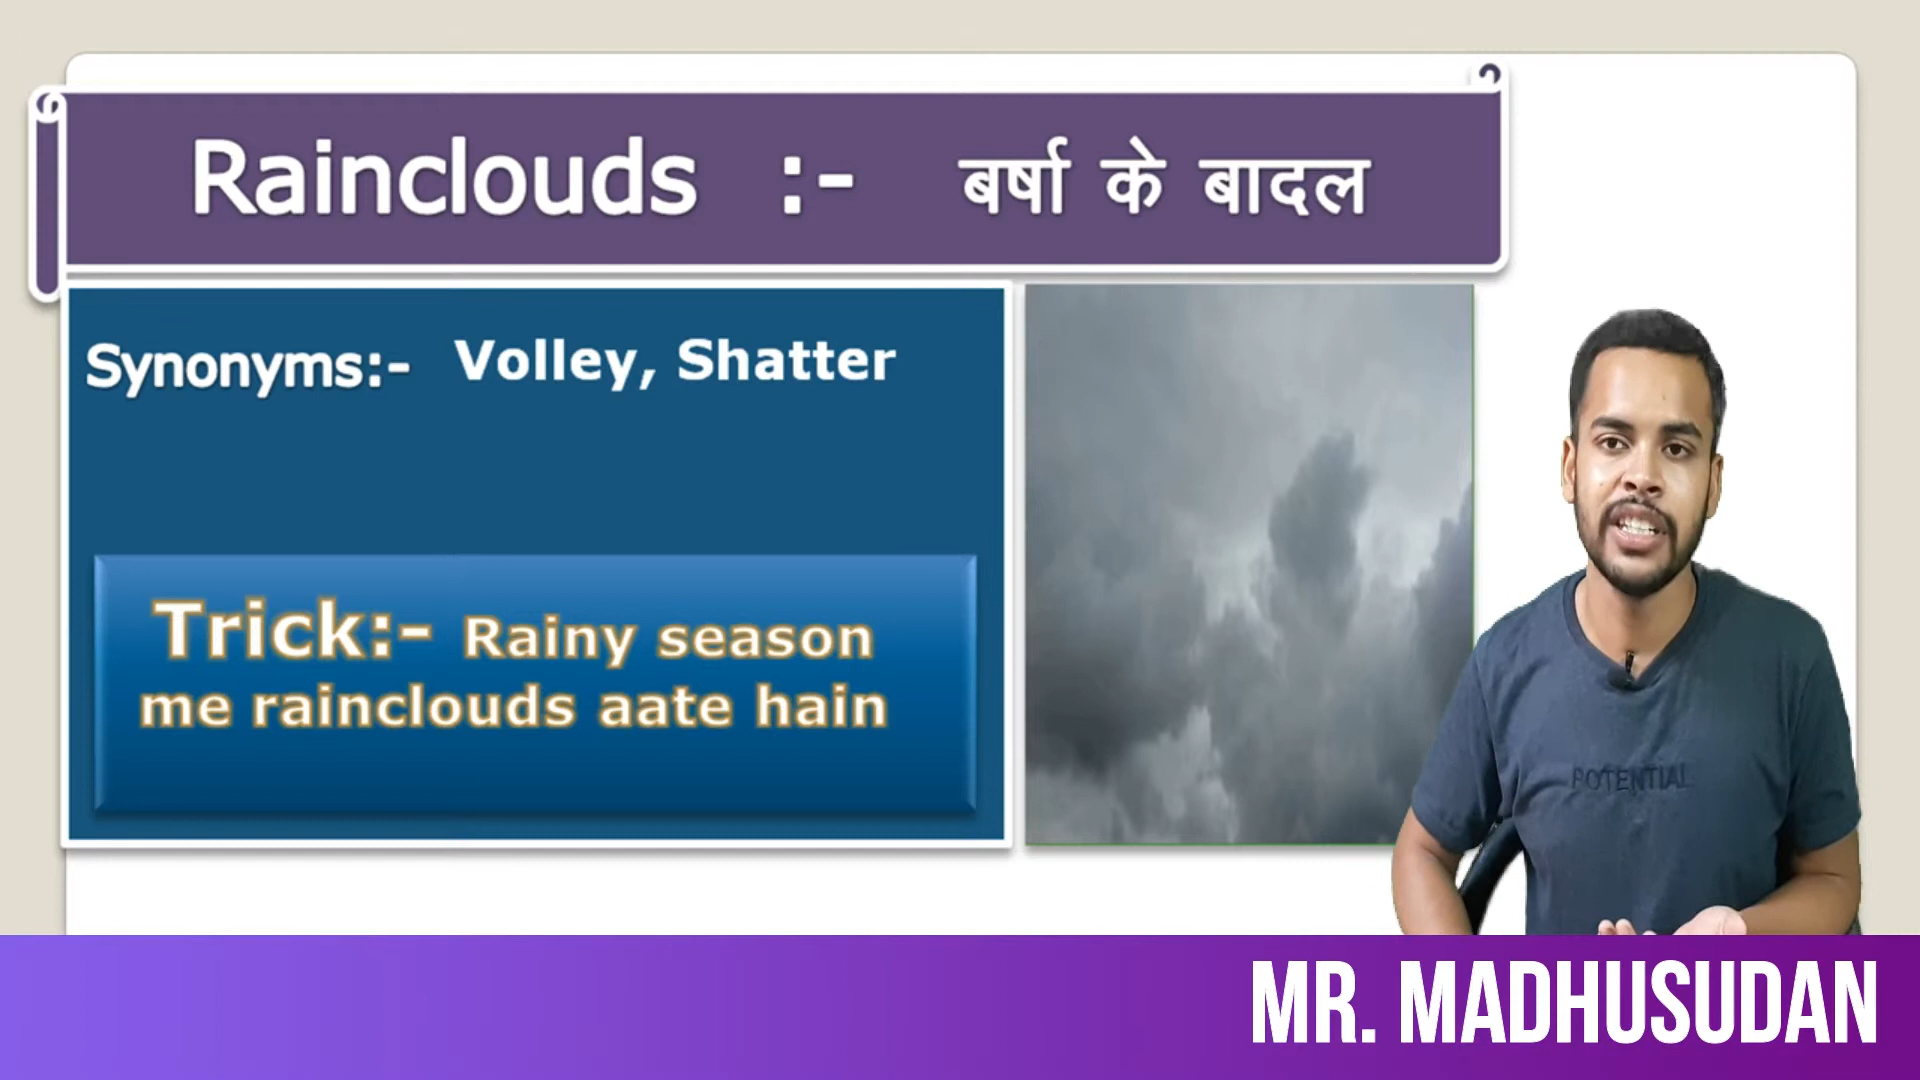 Rainclouds :- बर्षा के बादल
Synonyms:- Volley, Shatter
Trick:- Rainy season
me rainclouds aate hain
POTENTIAL
MR. MADHUSUDAN